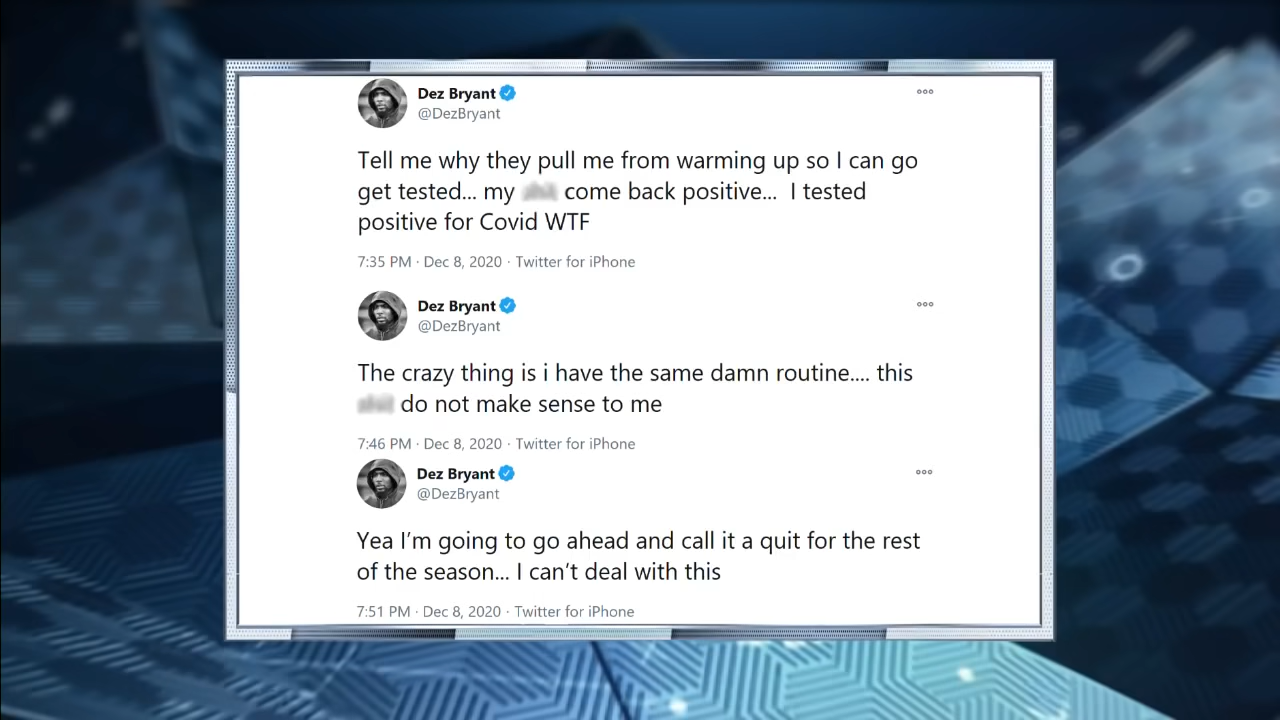 Dez Bryant
@DezBryant
Tell me why they pull me from warming up so I can go
get tested... my come back positive... I tested
positive for Covid WTF
7:35 PM · Dec 8, 2020 · Twitter for iPhone
Dez Bryant
@DezBryant
The crazy thing is i have the same damn routine.... this
do not make sense to me
7:46 PM · Dec 8, 2020 · Twitter for iPhone
Dez Bryant
@DezBryant
Yea I’m going to go ahead and call it a quit for the rest
of the season... I can’t deal with this
7:51 PM · Dec 8, 2020 · Twitter for iPhone